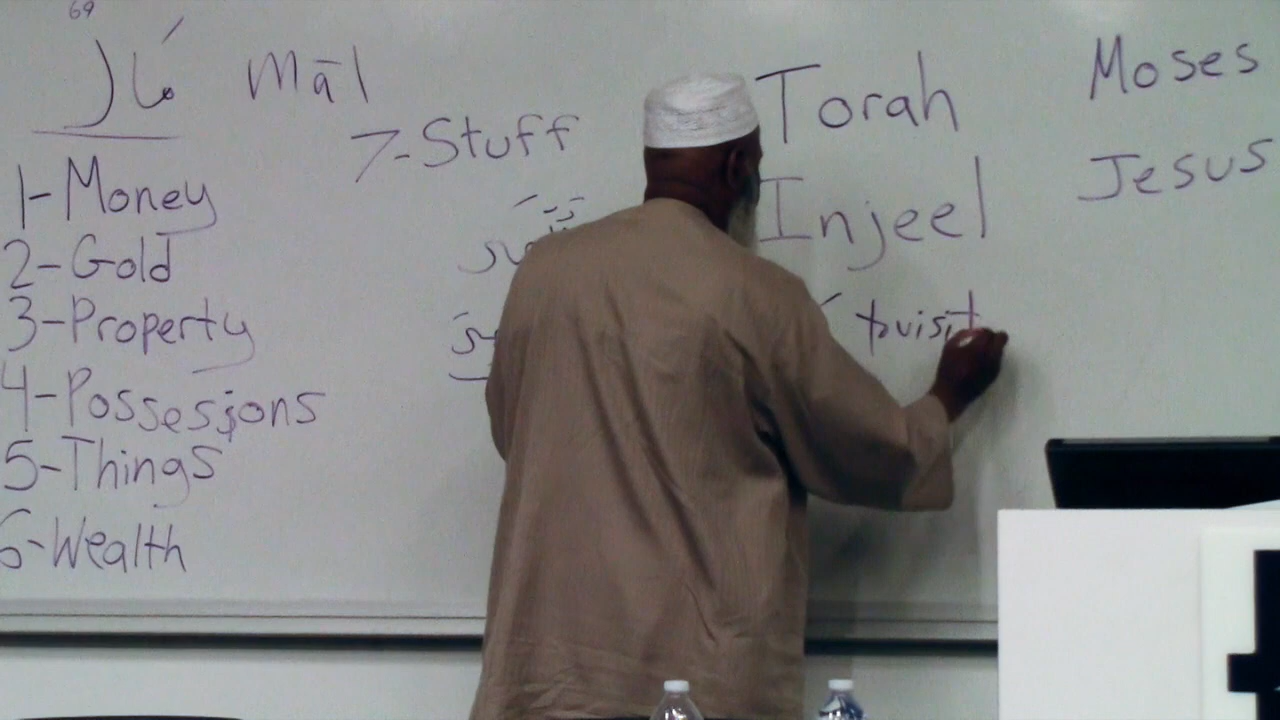 69
مَال māl
1-Money
2-Gold
3-Property
4-Possessions
5-Things
6-Wealth
7-Stuff
Torah Moses
Injeel Jesus